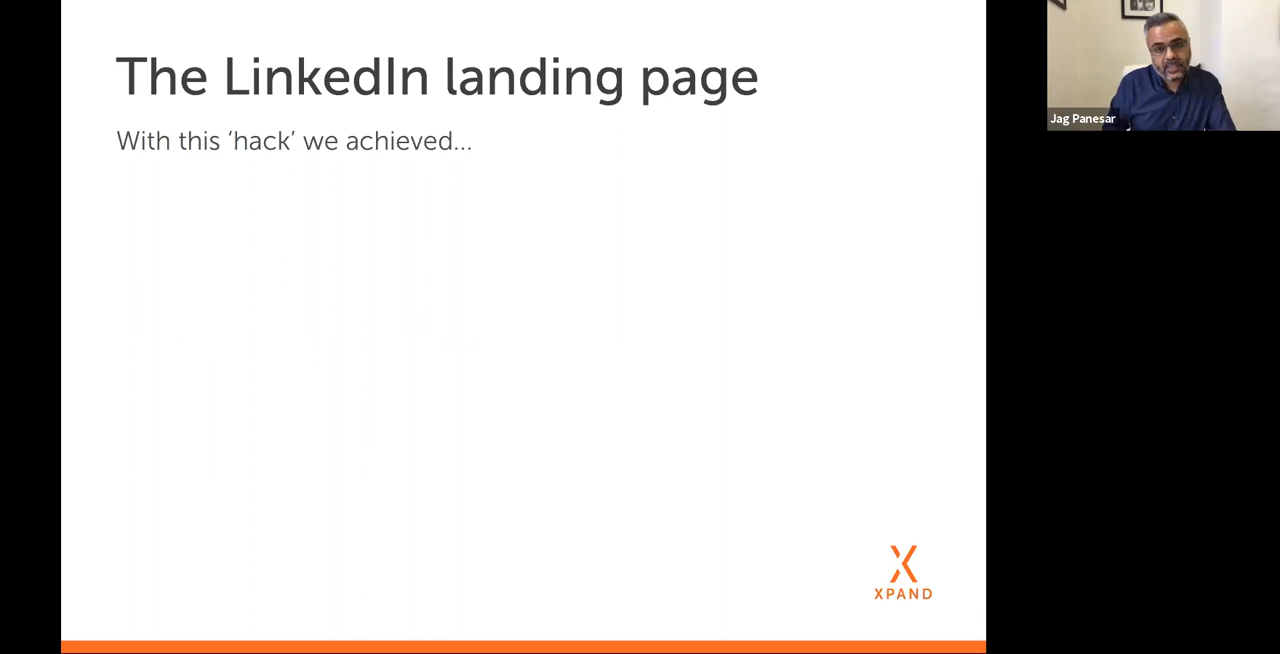 The LinkedIn landing page
With this ‘hack’ we achieved...
Jag Panesar
XPAND